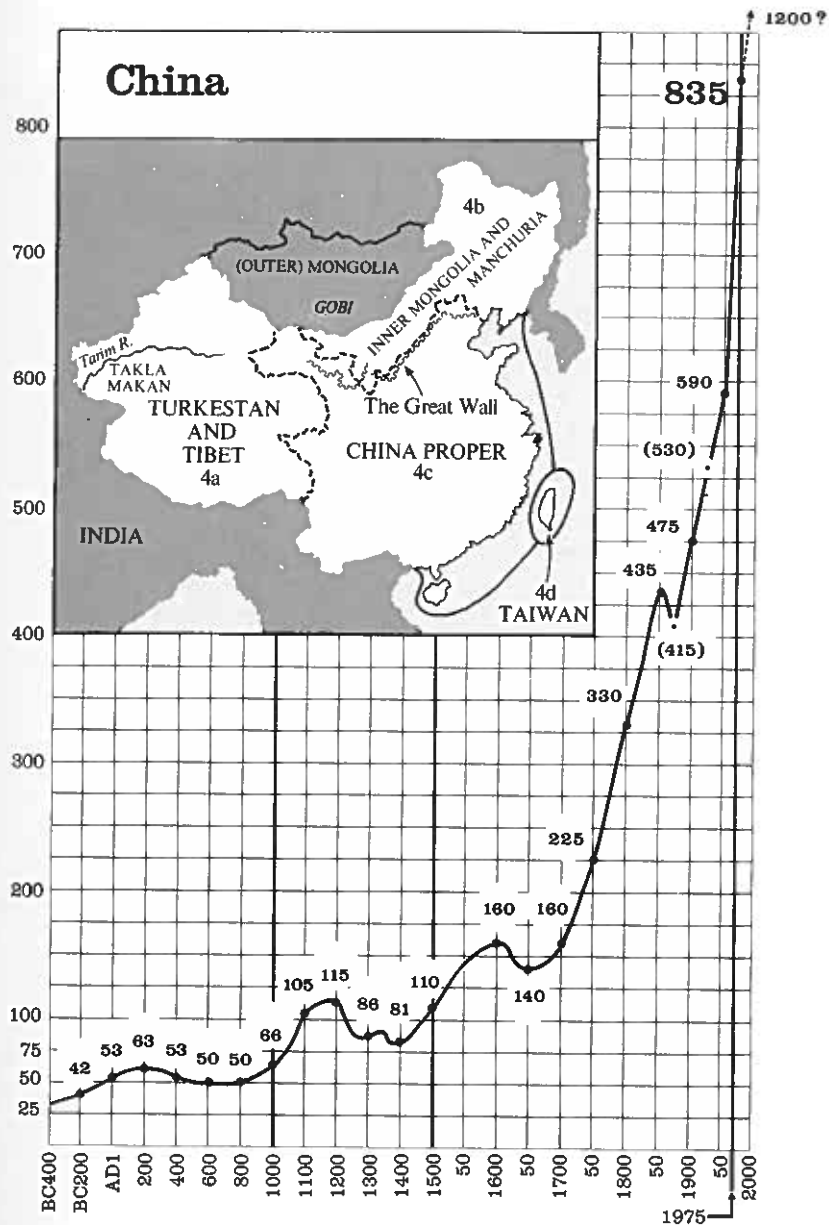 1200 ?
China
835
800
700
600
500
400
300
200
100
75
50
25
4b
(OUTER) MONGOLIA
GOBI
INNER MONGOLIA AND
MANCHURIA
Tarim R.
TAKLA
MAKAN
The Great Wall
TURKESTAN
AND
TIBET
4a
CHINA PROPER
4c
INDIA
4d
TAIWAN
590
(530)
475
435
(415)
330
225
160
160
140
110
115
105
86
81
66
63
53
53
50
50
42
BC400
BC200
AD1
200
400
600
800
1000
1100
1200
1300
1400
1500
50
1600
50
1700
50
1800
50
1900
50
2000
1975